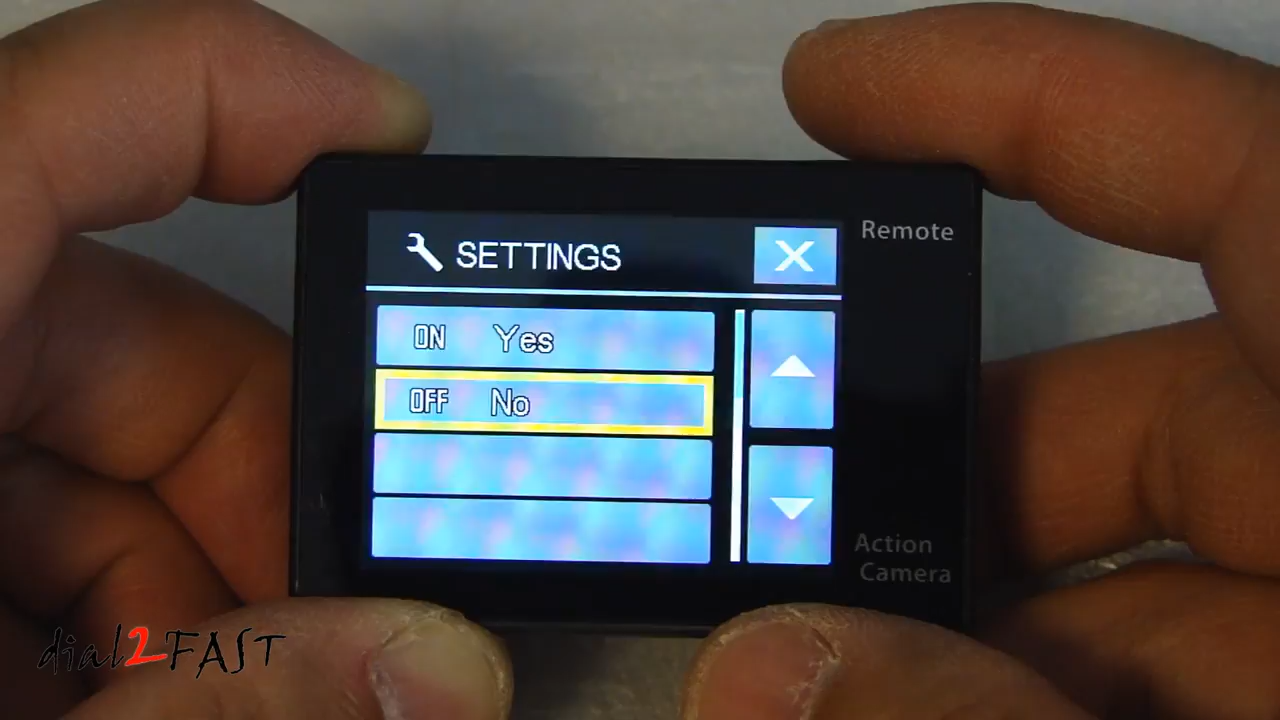 Remote
SETTINGS
ON Yes
OFF No
Action
Camera
dial2FAST